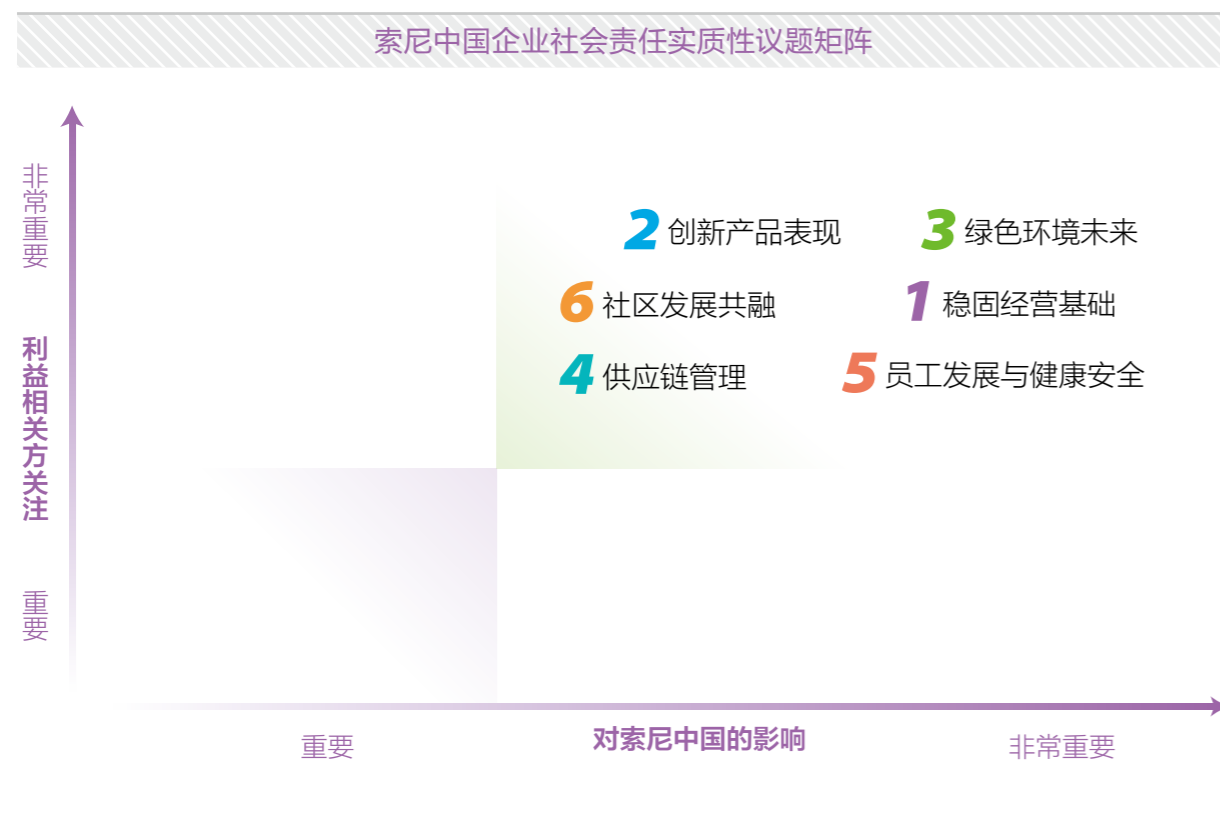 索尼中国企业社会责任实质性议题矩阵
非常重要
利益相关方关注
重要
2 创新产品表现
3 绿色环境未来
6 社区发展共融
1 稳固经营基础
4 供应链管理
5 员工发展与健康安全
重要
对索尼中国的影响
非常重要